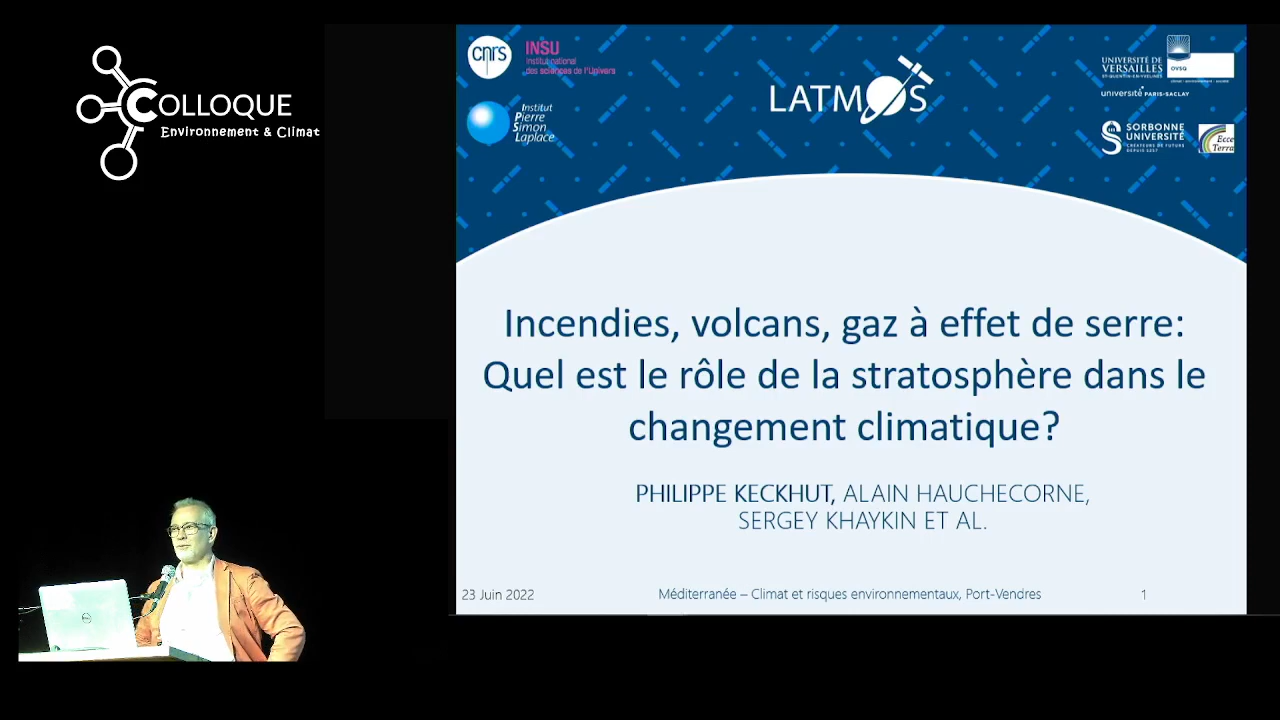 COLLOQUE
Environnement & Climat
cnrs
INSU
Institut national
des sciences de l'Univers
Institut
Pierre
Simon
Laplace
LATMOS
UNIVERSITÉ DE
VERSAILLES
ST-QUENTIN-EN-YVELINES
OVSQ
université PARIS-SACLAY
SORBONNE
UNIVERSITÉ
CRÉATEURS DE FUTURS
DEPUIS 1257
Ecce
Terra
Incendies, volcans, gaz à effet de serre:
Quel est le rôle de la stratosphère dans le
changement climatique?
PHILIPPE KECKHUT, ALAIN HAUCHECORNE,
SERGEY KHAYKIN ET AL.
23 Juin 2022
Méditerranée – Climat et risques environnementaux, Port-Vendres
1